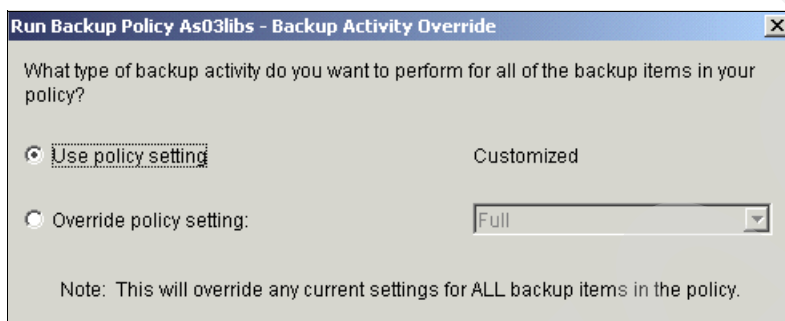 Run Backup Policy As03libs - Backup Activity Override
What type of backup activity do you want to perform for all of the backup items in your
policy?
Use policy setting Customized
Override policy setting: Full
Note: This will override any current settings for ALL backup items in the policy.